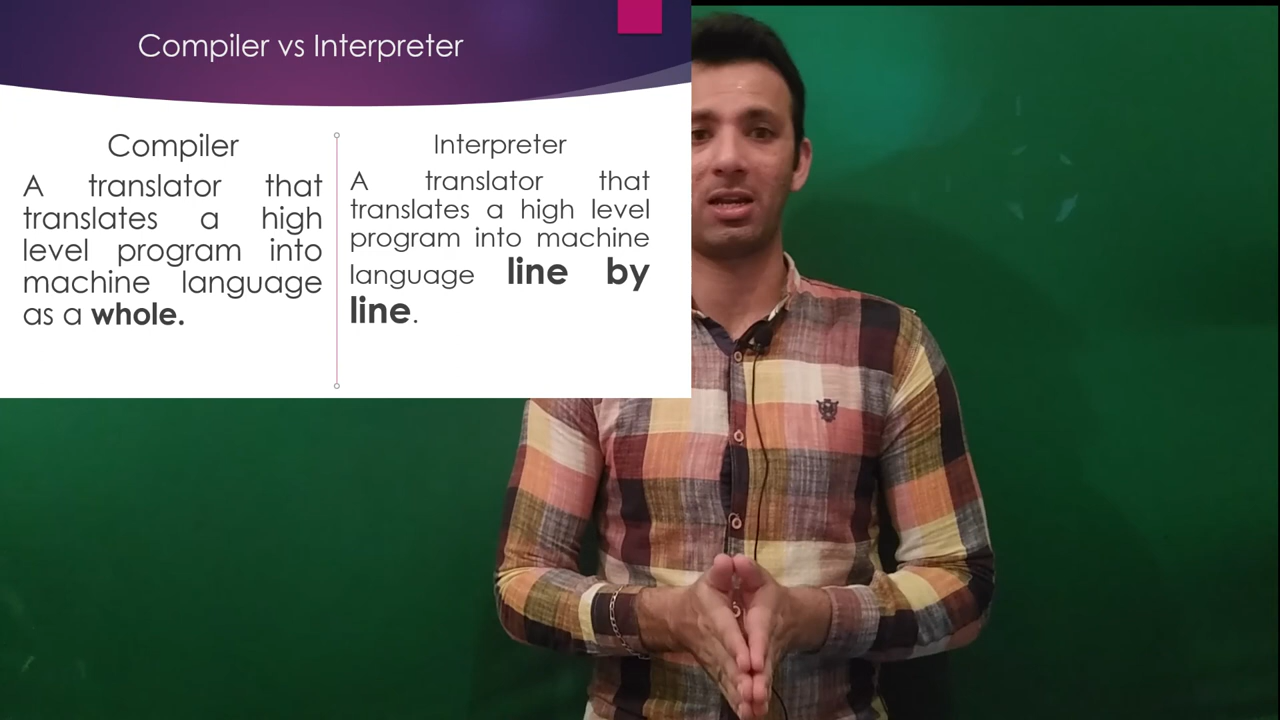 Compiler vs Interpreter
Compiler
A translator that
translates a high
level program into
machine language
as a whole.
Interpreter
A translator that
translates a high level
program into machine
language line by
line.